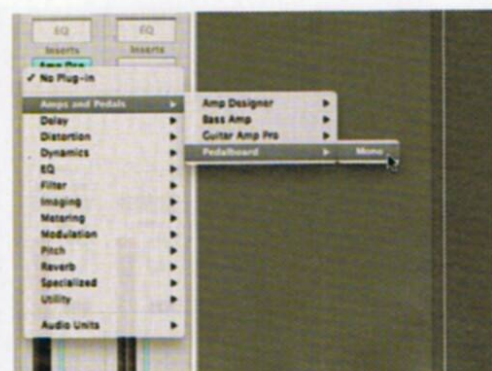 EQ EQ
Inserts Inserts
Amp Pro
✓ No Plug-in
Amps and Pedals
Delay
Distortion
Dynamics
EQ
Filter
Imaging
Metering
Modulation
Pitch
Reverb
Specialized
Utility
Audio Units
Amp Designer
Bass Amp
Guitar Amp Pro
Pedalboard
Mono